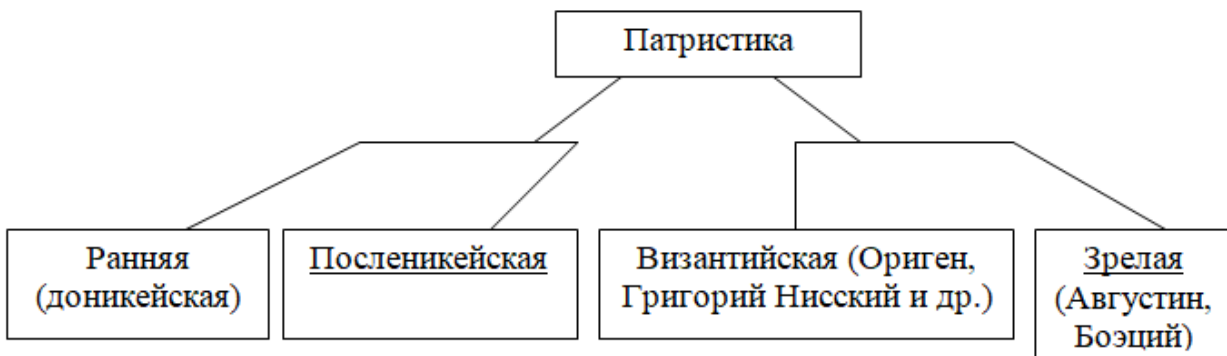 Патристика
Ранняя
(доникейская)
Посленикейская
Византийская (Ориген,
Григорий Нисский и др.)
Зрелая
(Августин,
Боэций)